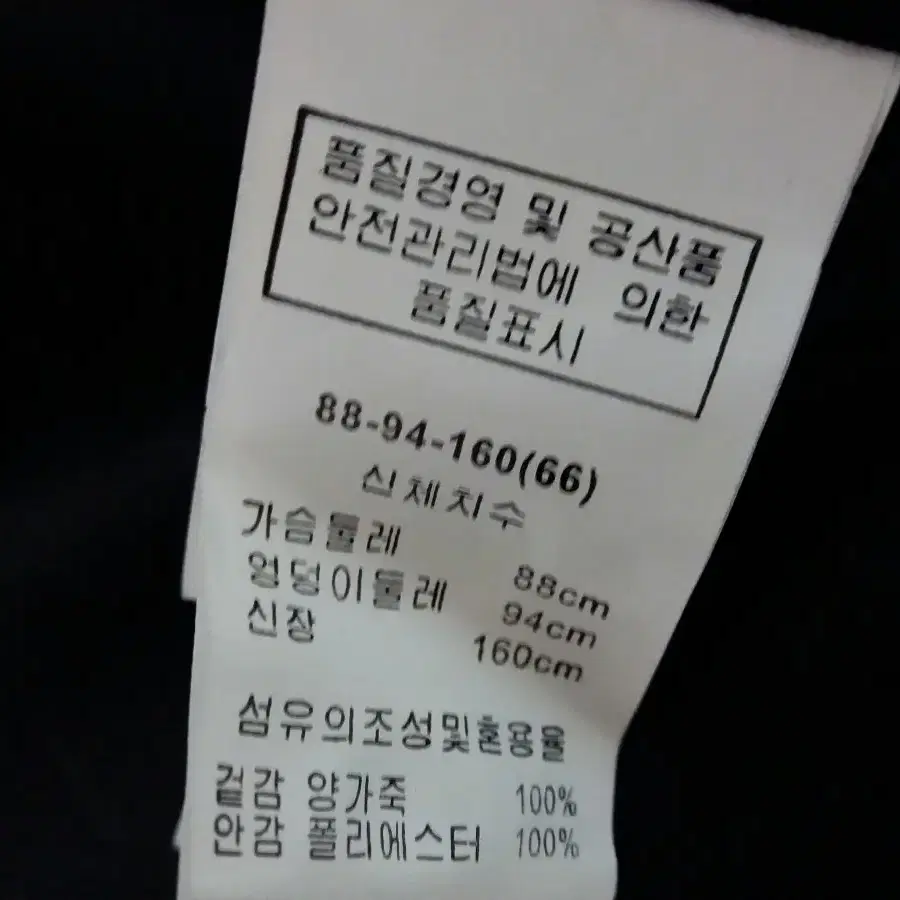 품질경영 및 공산품
안전관리법에 의한
품질표시
88-94-160(66)
신체치수
가슴둘레 88cm
엉덩이둘레 94cm
신장 160cm
섬유의조성및혼용율
겉감 양가죽 100%
안감 폴리에스터 100%